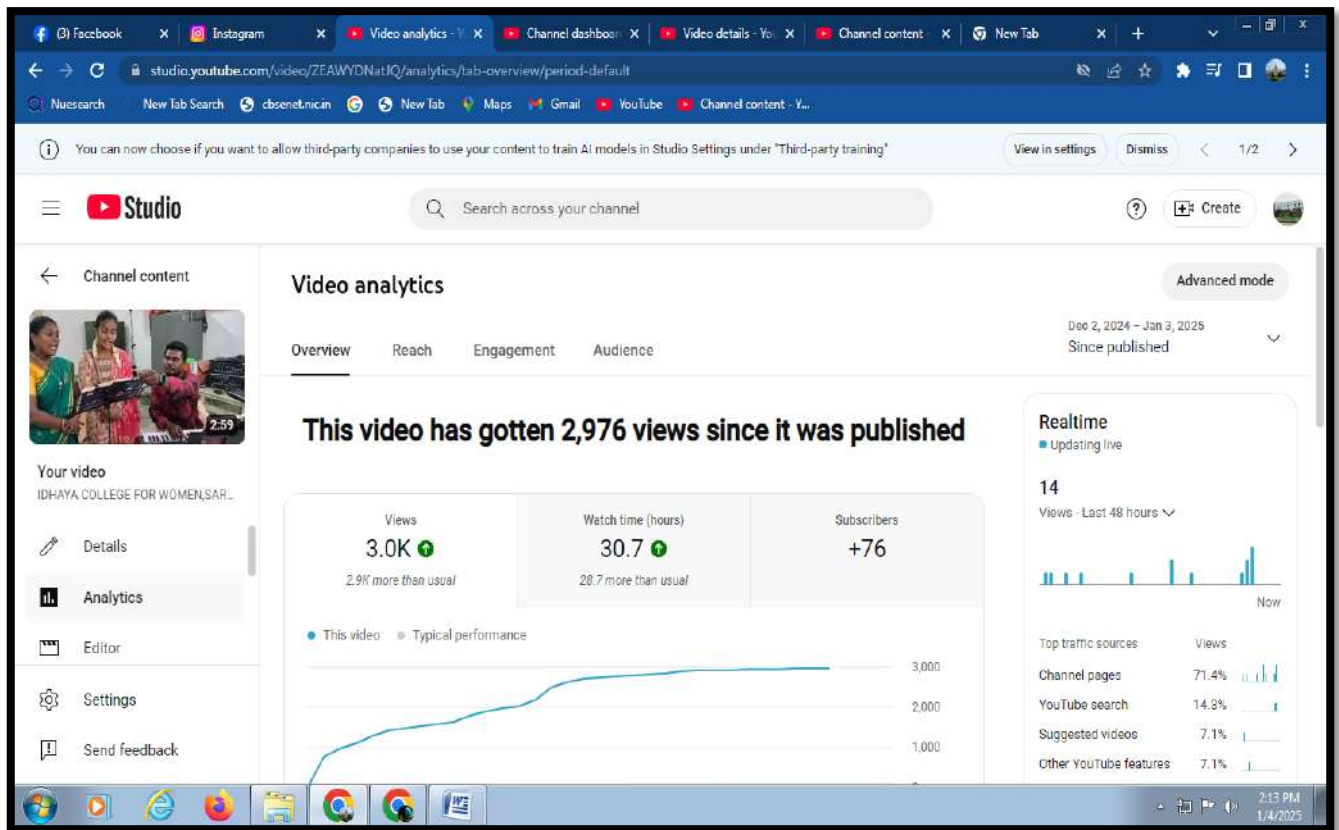 (3) Facebook
Instagram
Video analytics - Y
Channel dashboar
Video details - You
Channel content -
New Tab
studio.youtube.com/video/ZEAWYDNatJQ/analytics/tab-overview/period-default
Nuesearch New Tab Search cbsenet.nic.in New Tab Maps Gmail YouTube Channel content - Y...
You can now choose if you want to allow third-party companies to use your content to train AI models in Studio Settings under "Third-party training"
View in settings Dismiss 1/2
Studio
Search across your channel
Create
Channel content
2:59
Your video
IDHAYA COLLEGE FOR WOMEN,SAR...
Details
Analytics
Editor
Settings
Send feedback
Video analytics
Advanced mode
Overview Reach Engagement Audience
Dec 2, 2024 – Jan 3, 2025
Since published
This video has gotten 2,976 views since it was published
Views
3.0K
2.9K more than usual
Watch time (hours)
30.7
28.7 more than usual
Subscribers
+76
This video Typical performance
3,000
2,000
1,000
Realtime
Updating live
14
Views · Last 48 hours
Now
Top traffic sources Views
Channel pages 71.4%
YouTube search 14.3%
Suggested videos 7.1%
Other YouTube features 7.1%
2:13 PM
1/4/2025